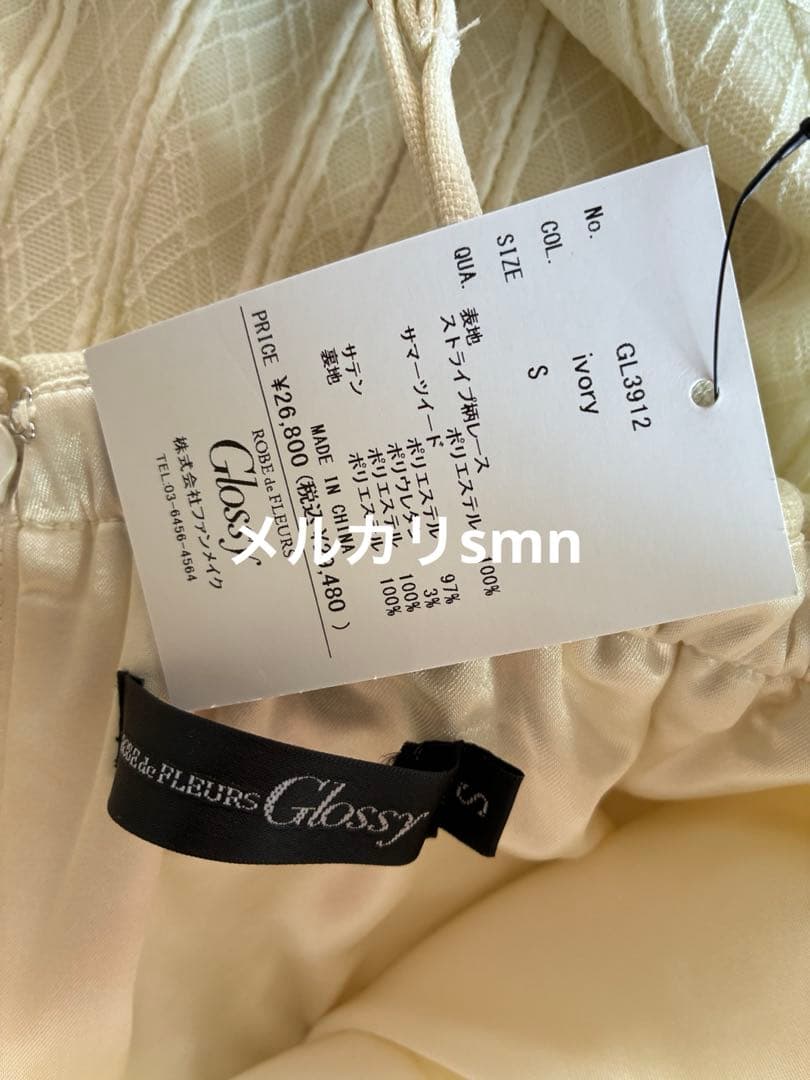 No. GL3912
COL. ivory
SIZE S
QUA. 表地
ストライプ柄レース ポリエステル 100%
サマーツイード ポリエステル 97%
ポリウレタン 3%
サテン ポリエステル 100%
裏地 ポリエステル 100%
MADE IN CHINA
PRICE ¥26,800 (税込 ,480)
ROBE de FLEURS
Glossy
株式会社ファンメイク
TEL:03-6456-4564
メルカリsmn
ROBE de FLEURS Glossy
S